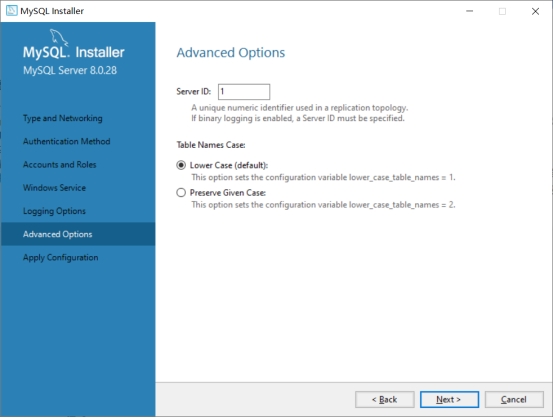 MySQL Installer
MySQL. Installer
MySQL Server 8.0.28
Type and Networking
Authentication Method
Accounts and Roles
Windows Service
Logging Options
Advanced Options
Apply Configuration
Advanced Options
Server ID: 1
A unique numeric identifier used in a replication topology.
If binary logging is enabled, a Server ID must be specified.
Table Names Case:
Lower Case (default):
This option sets the configuration variable lower_case_table_names = 1.
Preserve Given Case:
This option sets the configuration variable lower_case_table_names = 2.
< Back
Next >
Cancel